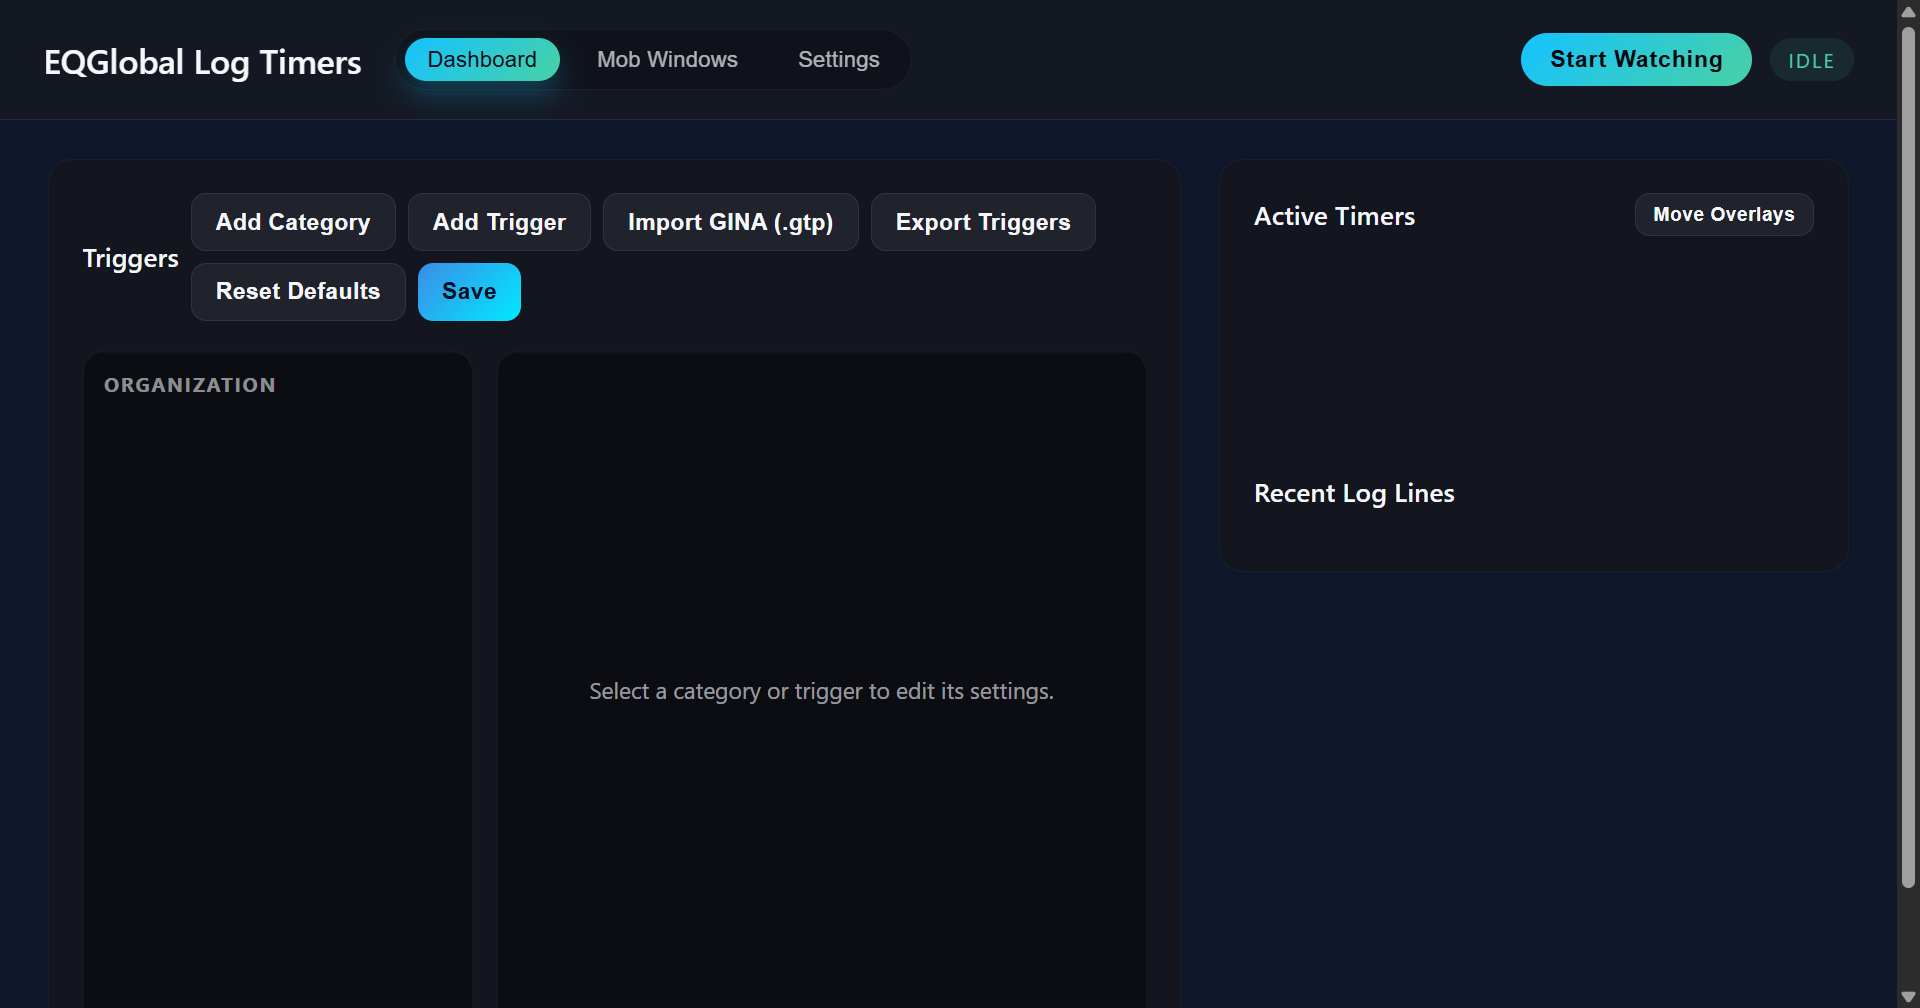 EQGlobal Log Timers
Dashboard
Mob Windows
Settings
Start Watching
IDLE
Triggers
Add Category
Add Trigger
Import GINA (.gtp)
Export Triggers
Reset Defaults
Save
ORGANIZATION
Select a category or trigger to edit its settings.
Active Timers
Move Overlays
Recent Log Lines